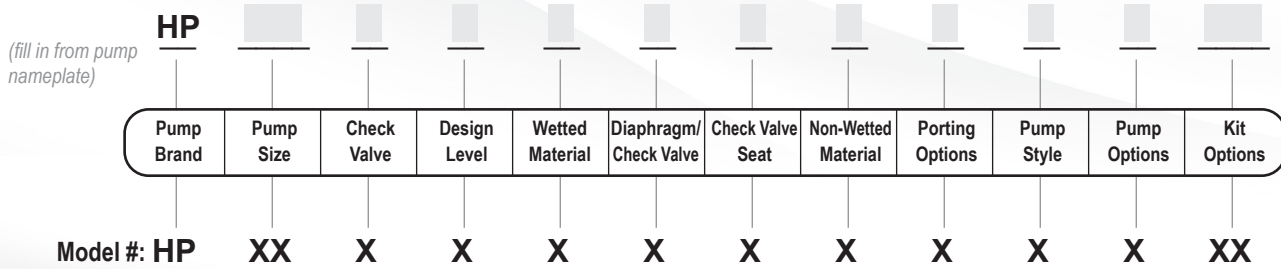 HP
(fill in from pump
nameplate)
Pump Brand
Pump Size
Check Valve
Design Level
Wetted Material
Diaphragm/ Check Valve
Check Valve Seat
Non-Wetted Material
Porting Options
Pump Style
Pump Options
Kit Options
Model #: HP XX X X X X X X X X X XX